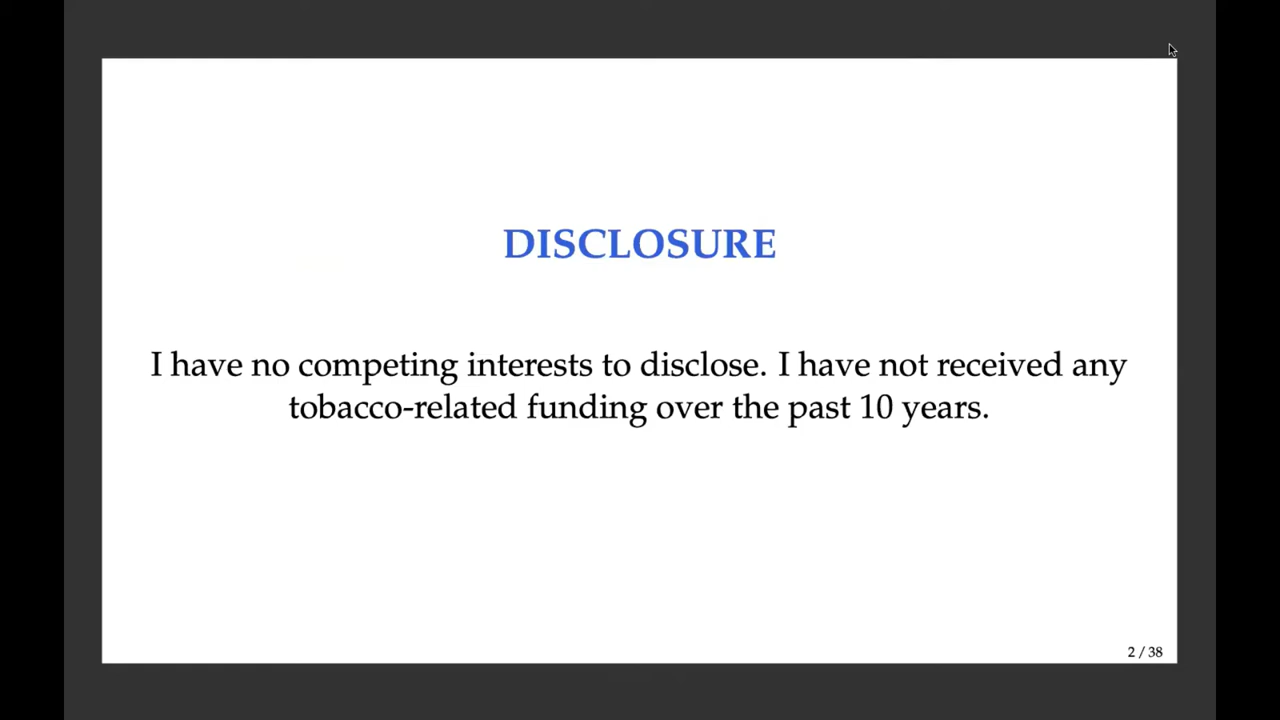 DISCLOSURE
I have no competing interests to disclose. I have not received any
tobacco-related funding over the past 10 years.
2 / 38